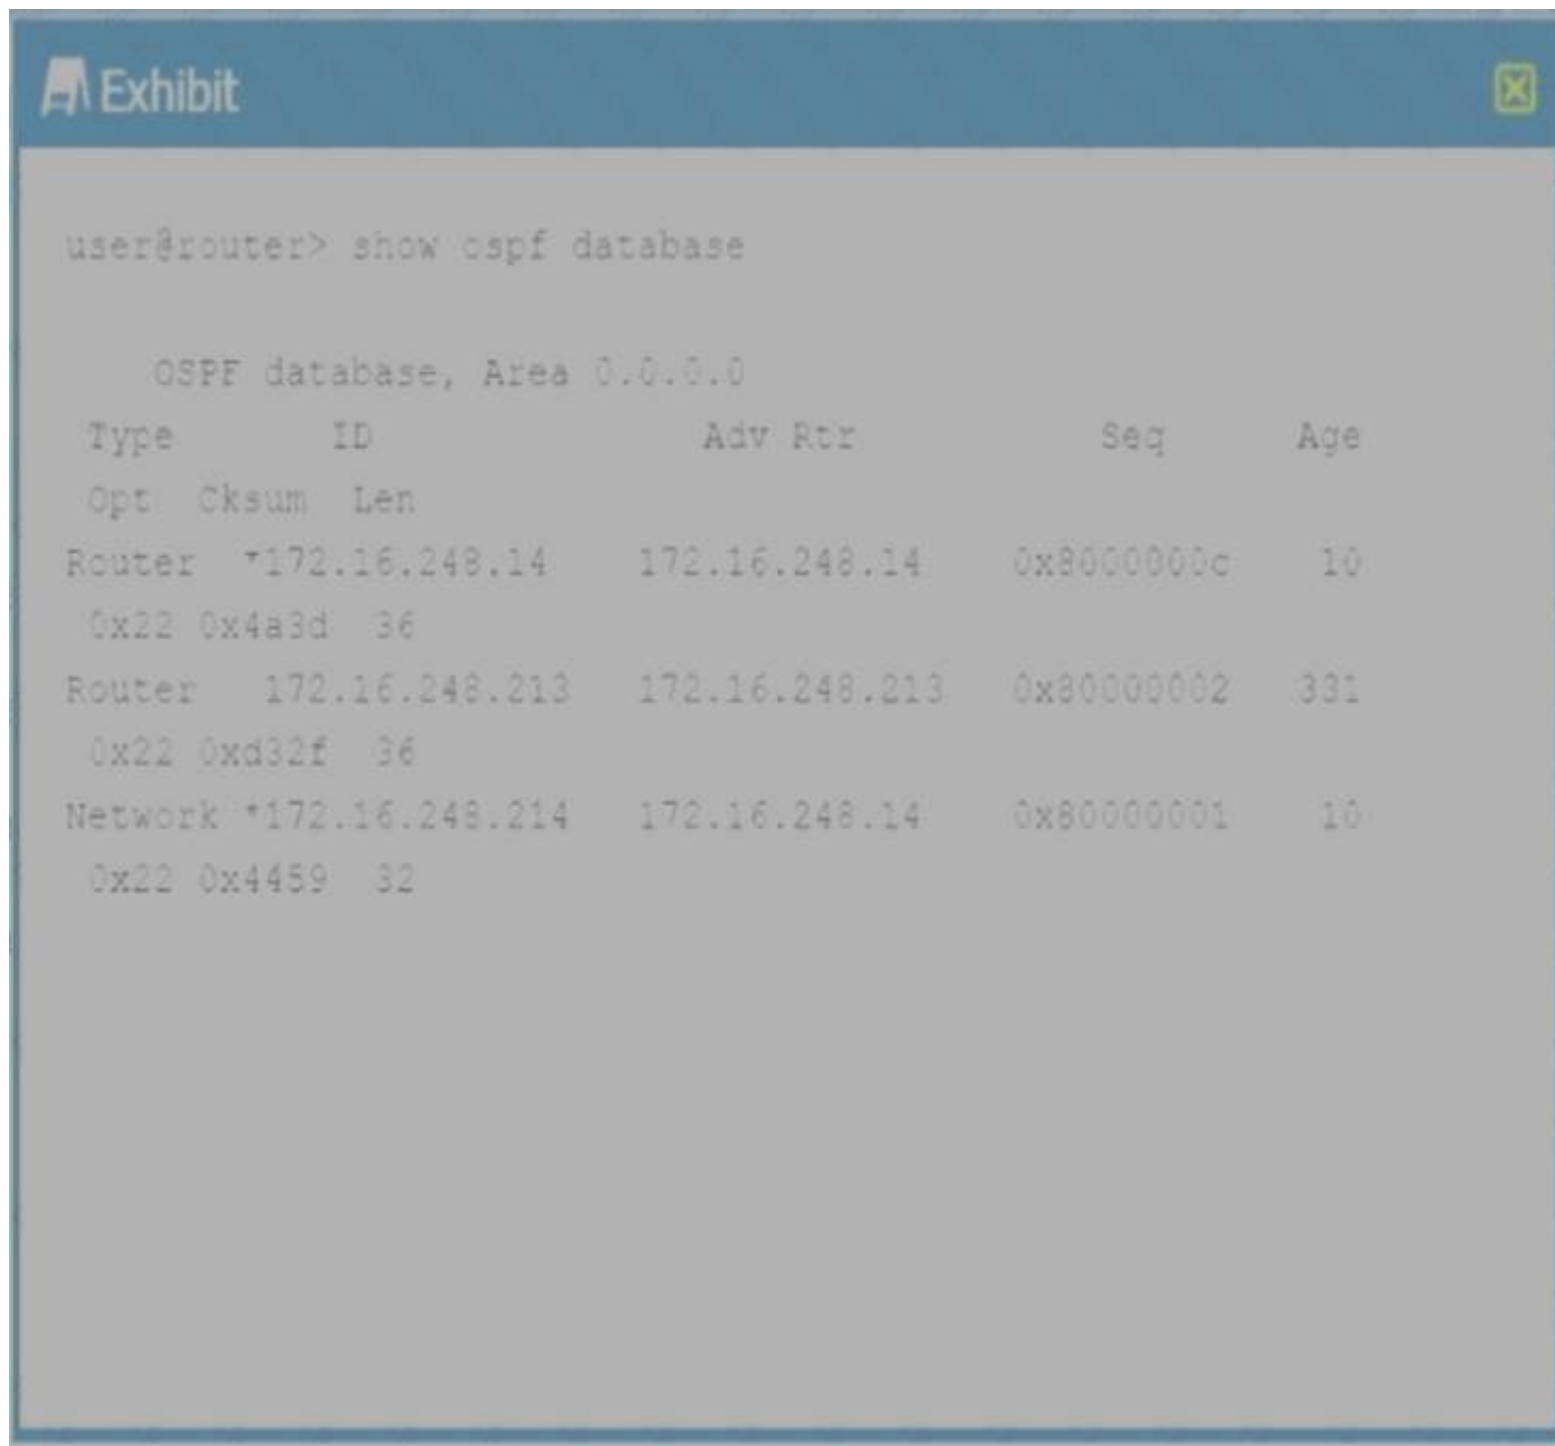 Exhibit
user@router> show ospf database
OSPF database, Area 0.0.0.0
Type ID Adv Rtr Seq Age
Opt Cksum Len
Router *172.16.248.14 172.16.248.14 0x8000000c 10
0x22 0x4a3d 36
Router 172.16.248.213 172.16.248.213 0x80000002 331
0x22 0xd32f 36
Network *172.16.248.214 172.16.248.14 0x80000001 10
0x22 0x4459 32